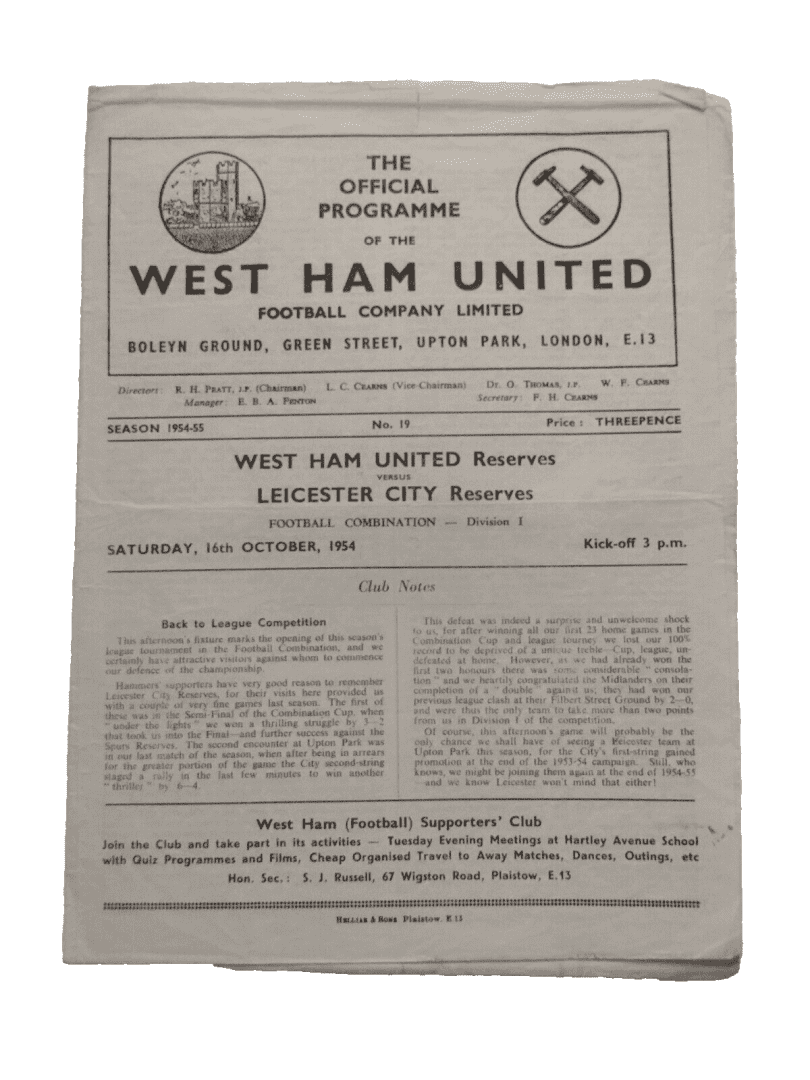 THE
OFFICIAL
PROGRAMME
OF THE
WEST HAM UNITED
FOOTBALL COMPANY LIMITED
BOLEYN GROUND, GREEN STREET, UPTON PARK, LONDON, E.13
Directors: R. H. PRATT, J.P. (Chairman) L. C. CEARNS (Vice-Chairman) Dr. O. THOMAS, J.P. W. F. CEARNS
Manager: E. B. A. FENTON Secretary: F. H. CEARNS
SEASON 1954-55 No. 19 Price : THREEPENCE
WEST HAM UNITED Reserves
VERSUS
LEICESTER CITY Reserves
FOOTBALL COMBINATION — Division I
SATURDAY, 16th OCTOBER, 1954 Kick-off 3 p.m.
Club Notes
Back to League Competition
This afternoon's fixture marks the opening of this season's
league tournament in the Football Combination, and we
certainly have attractive visitors against whom to commence
our defence of the championship.
Hammers' supporters have very good reason to remember
Leicester City Reserves, for their visits here provided us
with a couple of very fine games last season. The first of
these was in the Semi-Final of the Combination Cup, when
" under the lights " we won a thrilling struggle by 3—2
that took us into the Final—and further success against the
Spurs Reserves. The second encounter at Upton Park was
in our last match of the season, when after being in arrears
for the greater portion of the game the City second-string
staged a rally in the last few minutes to win another
" thriller " by 6—4.
This defeat was indeed a surprise and unwelcome shock
to us, for after winning all our first 23 home games in the
Combination Cup and league tourney we lost our 100%
record to be deprived of a unique treble—Cup, league, un-
defeated at home. However, as we had already won the
first two honours there was some considerable " consola-
tion " and we heartily congratulated the Midlanders on their
completion of a " double " against us; they had won our
previous league clash at their Filbert Street Ground by 2—0,
and were thus the only team to take more than two points
from us in Division I of the competition.
Of course, this afternoon's game will probably be the
only chance we shall have of seeing a Leicester team at
Upton Park this season, for the City's first-string gained
promotion at the end of the 1953-54 campaign. Still, who
knows, we might be joining them again at the end of 1954-55
—and we know Leicester won't mind that either!
West Ham (Football) Supporters' Club
Join the Club and take part in its activities — Tuesday Evening Meetings at Hartley Avenue School
with Quiz Programmes and Films, Cheap Organised Travel to Away Matches, Dances, Outings, etc
Hon. Sec. : S. J. Russell, 67 Wigston Road, Plaistow, E.13
HELLIAR & SONS Plaistow, E 13